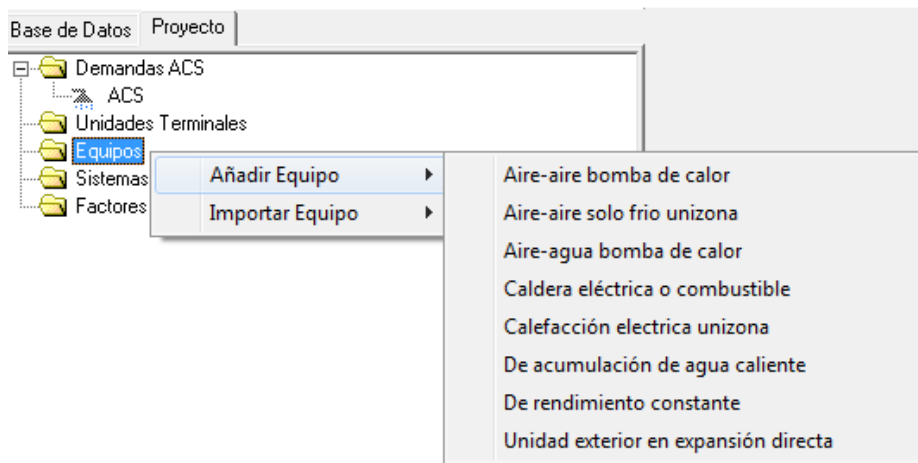 Base de Datos Proyecto
Demandas ACS
ACS
Unidades Terminales
Equipos
Sistemas
Factores
Añadir Equipo
Importar Equipo
Aire-aire bomba de calor
Aire-aire solo frio unizona
Aire-agua bomba de calor
Caldera eléctrica o combustible
Calefacción electrica unizona
De acumulación de agua caliente
De rendimiento constante
Unidad exterior en expansión directa